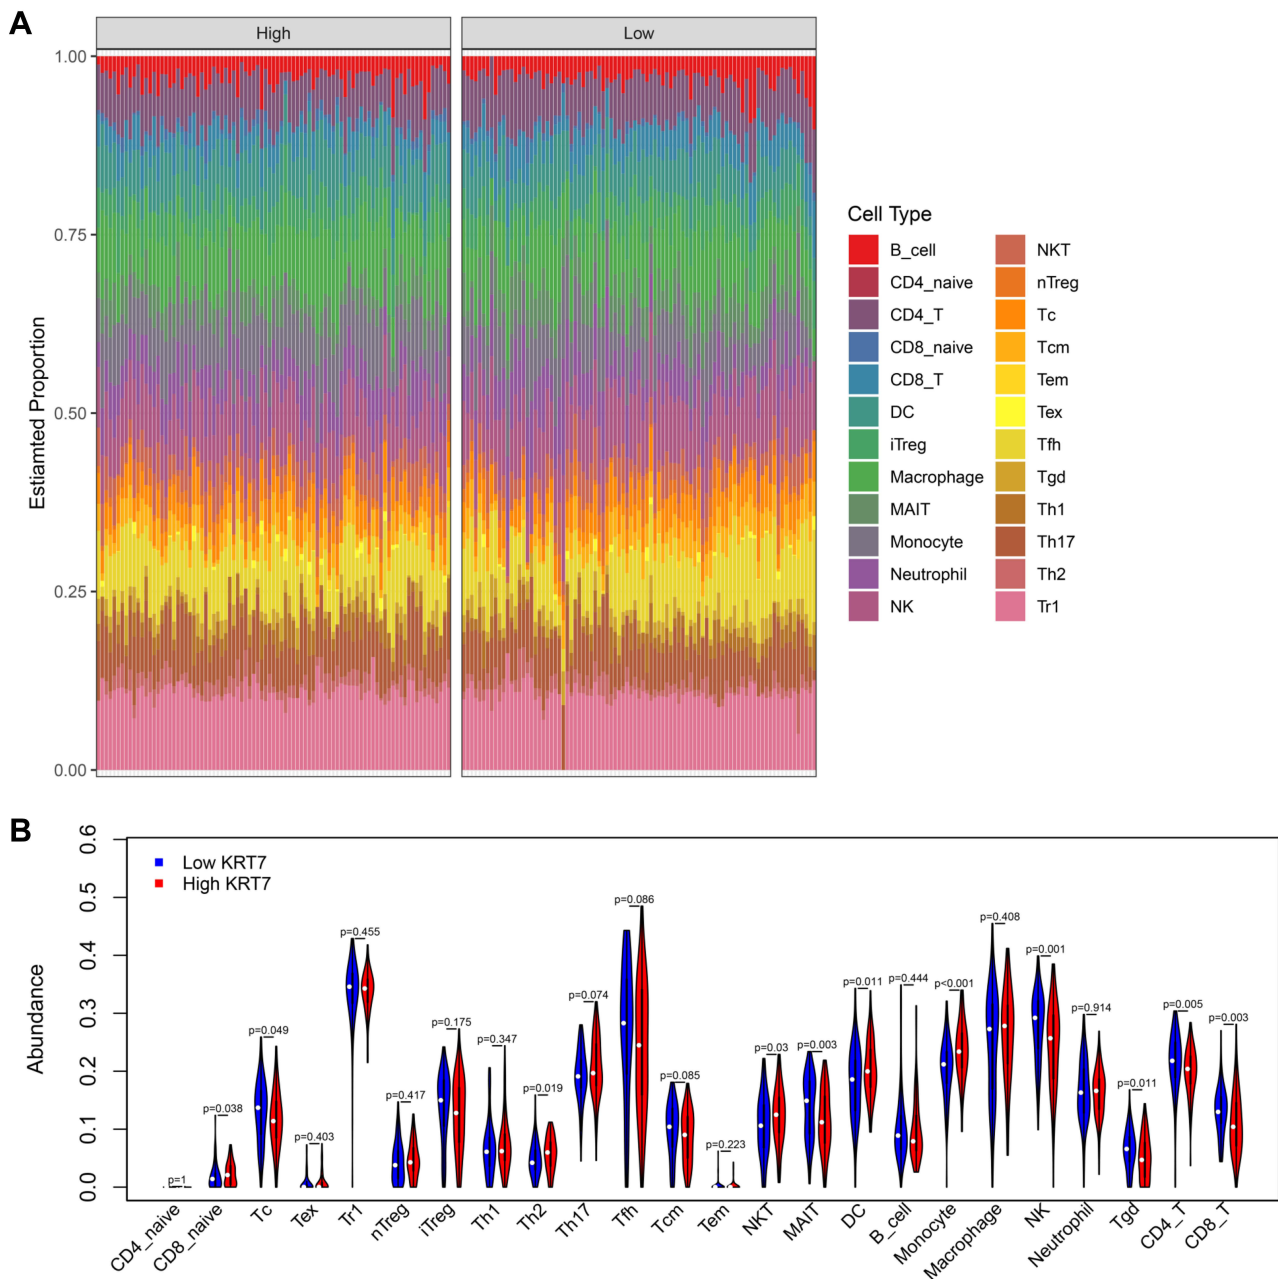 A
High
Low
1.00
0.75
0.50
0.25
0.00
Estiamted Proportion
Cell Type
B_cell
CD4_naive
CD4_T
CD8_naive
CD8_T
DC
iTreg
Macrophage
MAIT
Monocyte
Neutrophil
NK
NKT
nTreg
Tc
Tcm
Tem
Tex
Tfh
Tgd
Th1
Th17
Th2
Tr1
B
Low KRT7
High KRT7
Abundance
0.6
0.5
0.4
0.3
0.2
0.1
0.0
p=1
p=0.038
p=0.049
p=0.403
p=0.455
p=0.417
p=0.175
p=0.347
p=0.019
p=0.074
p=0.086
p=0.085
p=0.223
p=0.03
p=0.003
p=0.011
p=0.444
p<0.001
p=0.408
p=0.001
p=0.914
p=0.011
p=0.005
p=0.003
CD4_naive
CD8_naive
Tc
Tex
Tr1
nTreg
iTreg
Th1
Th2
Th17
Tfh
Tcm
Tem
NKT
MAIT
DC
B_cell
Monocyte
Macrophage
NK
Neutrophil
Tgd
CD4_T
CD8_T